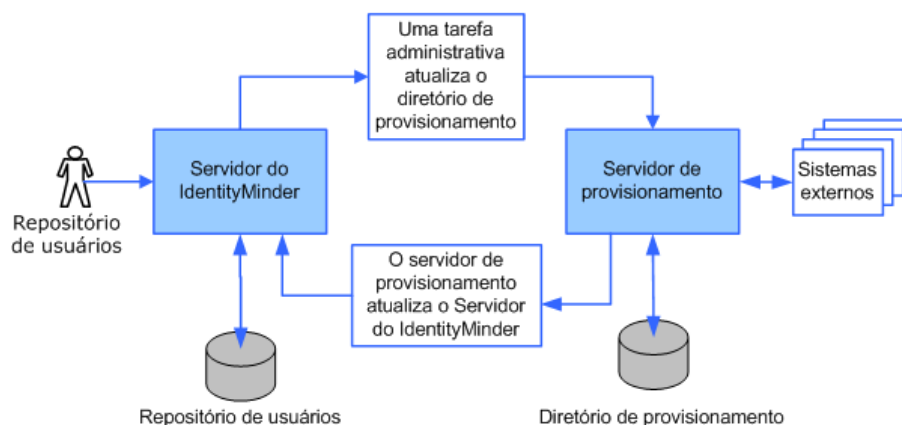 Uma tarefa
administrativa
atualiza o
diretório de
provisionamento
Servidor do
IdentityMinder
Servidor de
provisionamento
Sistemas
externos
Repositório
de usuários
O servidor de
provisionamento
atualiza o Servidor
do IdentityMinder
Repositório de usuários
Diretório de provisionamento